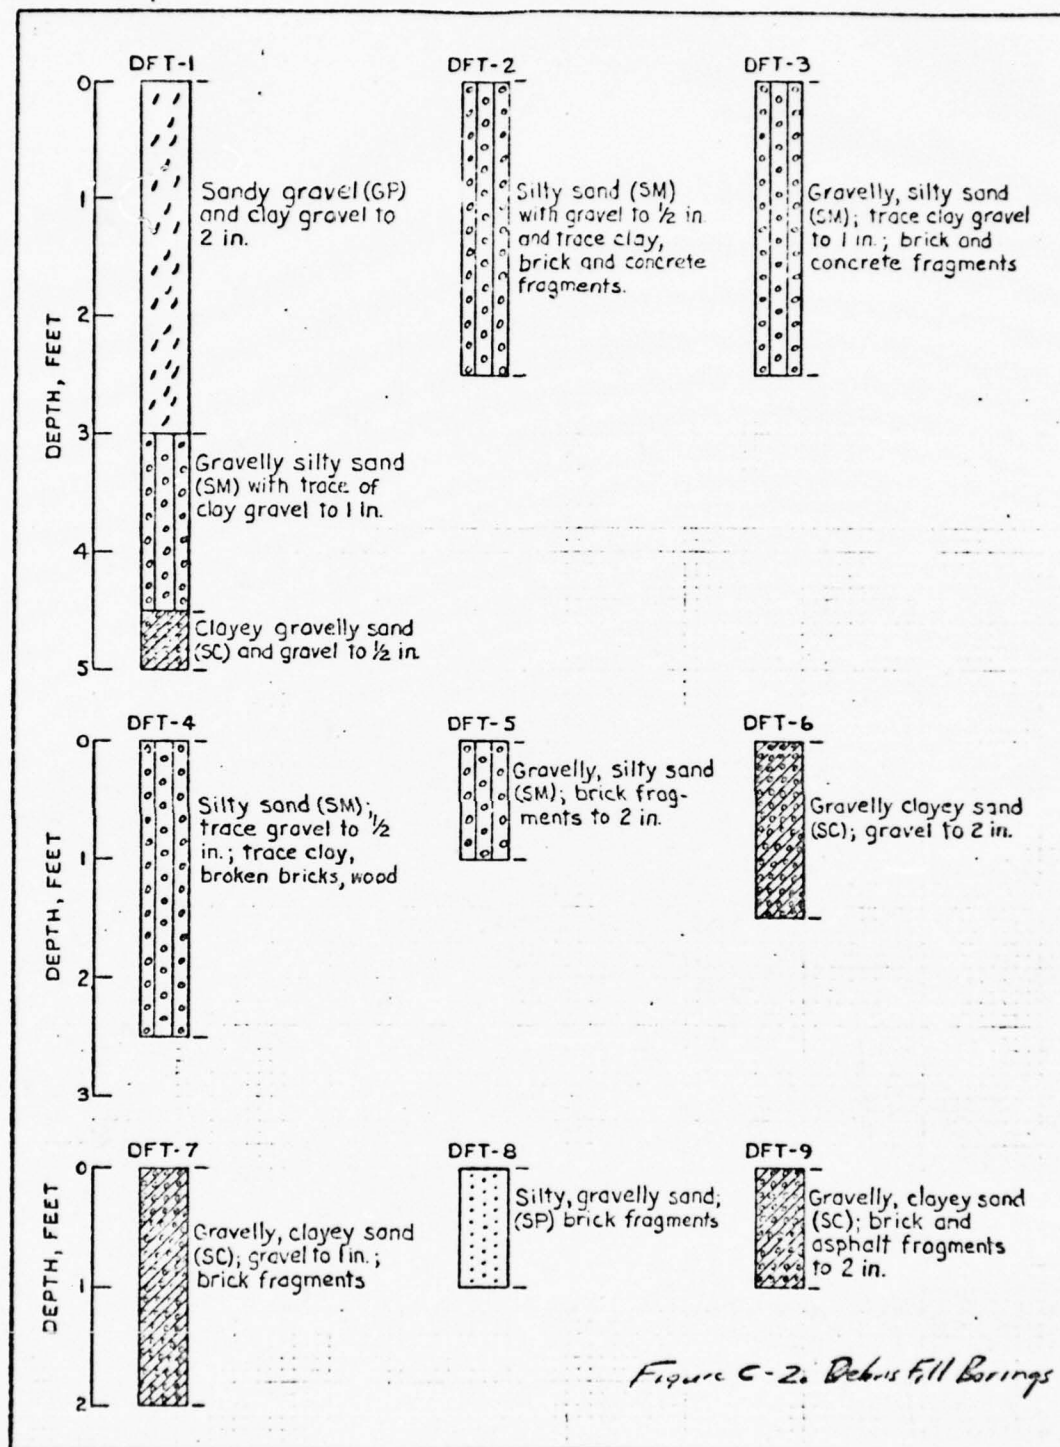 DFT-1
DFT-2
DFT-3
0
1
2
3
4
5
DEPTH, FEET
Sandy gravel (GP)
and clay gravel to
2 in.
Gravelly silty sand
(SM) with trace of
clay gravel to 1 in.
Clayey gravelly sand
(SC) and gravel to 1/2 in
Silty sand (SM)
with gravel to 1/2 in
and trace clay,
brick and concrete
fragments.
Gravelly, silty sand
(SM); trace clay gravel
to 1 in.; brick and
concrete fragments
DFT-4
DFT-5
DFT-6
0
1
2
3
DEPTH, FEET
Silty sand (SM);
trace gravel to 1/2
in.; trace clay,
broken bricks, wood
Gravelly, silty sand
(SM); brick frag-
ments to 2 in.
Gravelly clayey sand
(SC); gravel to 2 in.
DFT-7
DFT-8
DFT-9
0
1
2
DEPTH, FEET
Gravelly, clayey sand
(SC); gravel to 1 in.;
brick fragments
Silty, gravelly sand;
(SP) brick fragments
Gravelly, clayey sand
(SC); brick and
asphalt fragments
to 2 in.
Figure C-2. Debris Fill Borings